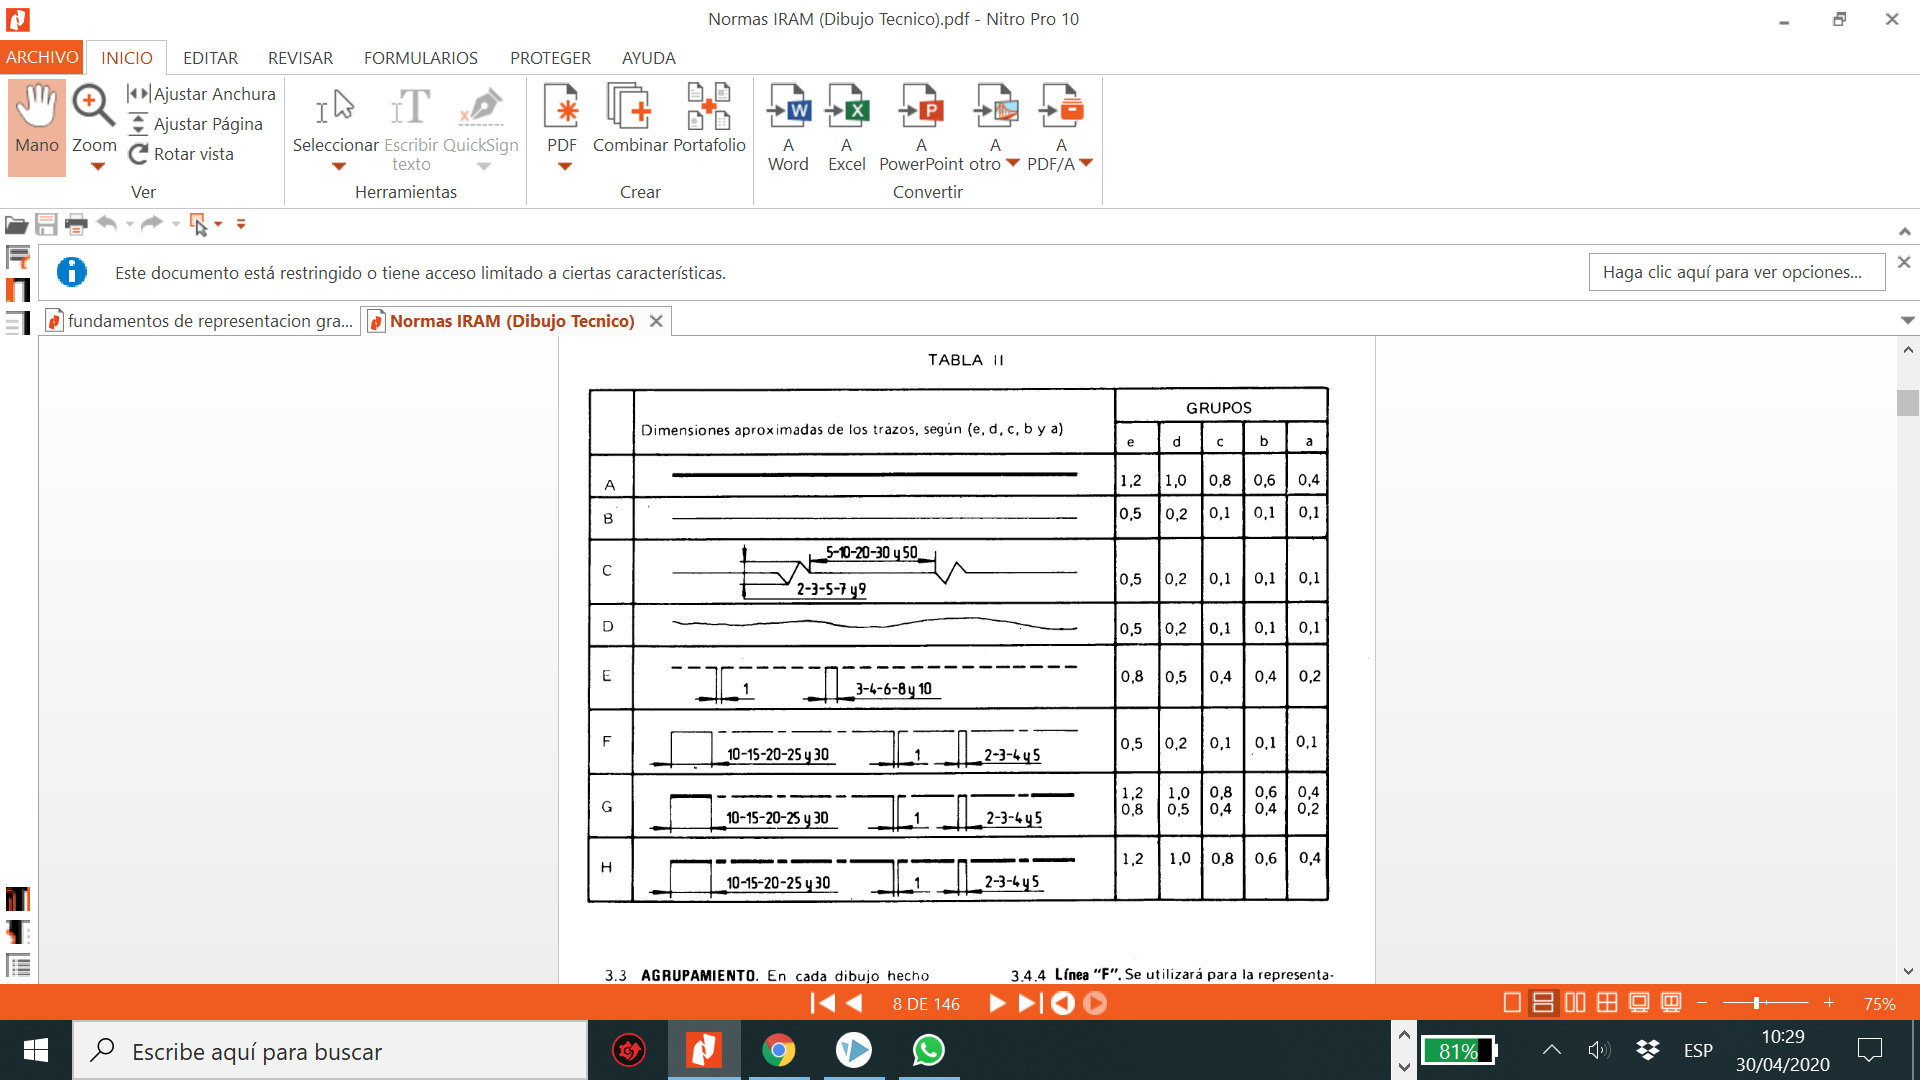 Normas IRAM (Dibujo Tecnico).pdf - Nitro Pro 10
ARCHIVO INICIO EDITAR REVISAR FORMULARIOS PROTEGER AYUDA
Mano
Zoom
Ajustar Anchura
Ajustar Página
Rotar vista
Ver
Seleccionar
Escribir texto
QuickSign
Herramientas
PDF
Combinar
Portafolio
Crear
A Word
A Excel
A PowerPoint
A otro
A PDF/A
Convertir
Este documento está restringido o tiene acceso limitado a ciertas características.
Haga clic aquí para ver opciones...
fundamentos de representacion gra...
Normas IRAM (Dibujo Tecnico)
TABLA II
Dimensiones aproximadas de los trazos, según (e, d, c, b y a)
GRUPOS
e d c b a
A 1,2 1,0 0,8 0,6 0,4
B 0,5 0,2 0,1 0,1 0,1
C 5-10-20-30 y 50 2-3-5-7 y 9 0,5 0,2 0,1 0,1 0,1
D 0,5 0,2 0,1 0,1 0,1
E 1 3-4-6-8 y 10 0,8 0,5 0,4 0,4 0,2
F 10-15-20-25 y 30 1 2-3-4 y 5 0,5 0,2 0,1 0,1 0,1
G 10-15-20-25 y 30 1 2-3-4 y 5 1,2 1,0 0,8 0,6 0,4
0,8 0,5 0,4 0,4 0,2
H 10-15-20-25 y 30 1 2-3-4 y 5 1,2 1,0 0,8 0,6 0,4
3.3 AGRUPAMIENTO. En cada dibujo hecho
3.4.4 Línea "F". Se utilizará para la representa-
8 DE 146
75%
Escribe aquí para buscar
81%
ESP
10:29
30/04/2020